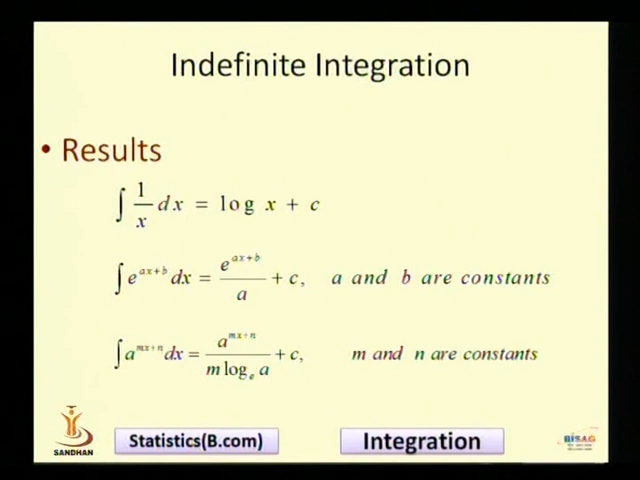 Indefinite Integration
• Results
∫ 1/x dx = log x + c
∫ e^{ax+b} dx = e^{ax+b}/a + c, a and b are constants
∫ a^{mx+n} dx = a^{mx+n}/(m log_e a) + c, m and n are constants
SANDHAN
Statistics(B.com)
Integration
BISAG